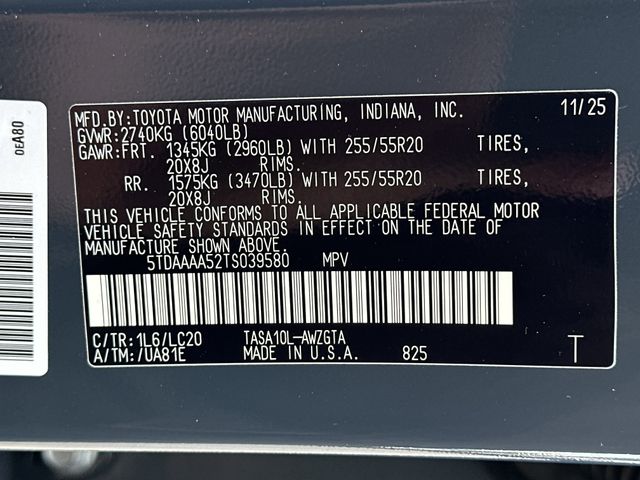 MFD.BY:TOYOTA MOTOR MANUFACTURING, INDIANA, INC. 11/25
GVWR:2740KG (6040LB)
GAWR:FRT. 1345KG (2960LB) WITH 255/55R20 TIRES,
20X8J RIMS.
RR. 1575KG (3470LB) WITH 255/55R20 TIRES,
20X8J RIMS.
THIS VEHICLE CONFORMS TO ALL APPLICABLE FEDERAL MOTOR
VEHICLE SAFETY STANDARDS IN EFFECT ON THE DATE OF
MANUFACTURE SHOWN ABOVE.
5TDAAAA52TS039580 MPV
C/TR:1L6/LC20 TASA10L-AWZGTA
A/TM:/UA81E MADE IN U.S.A. 825 T
0EA80